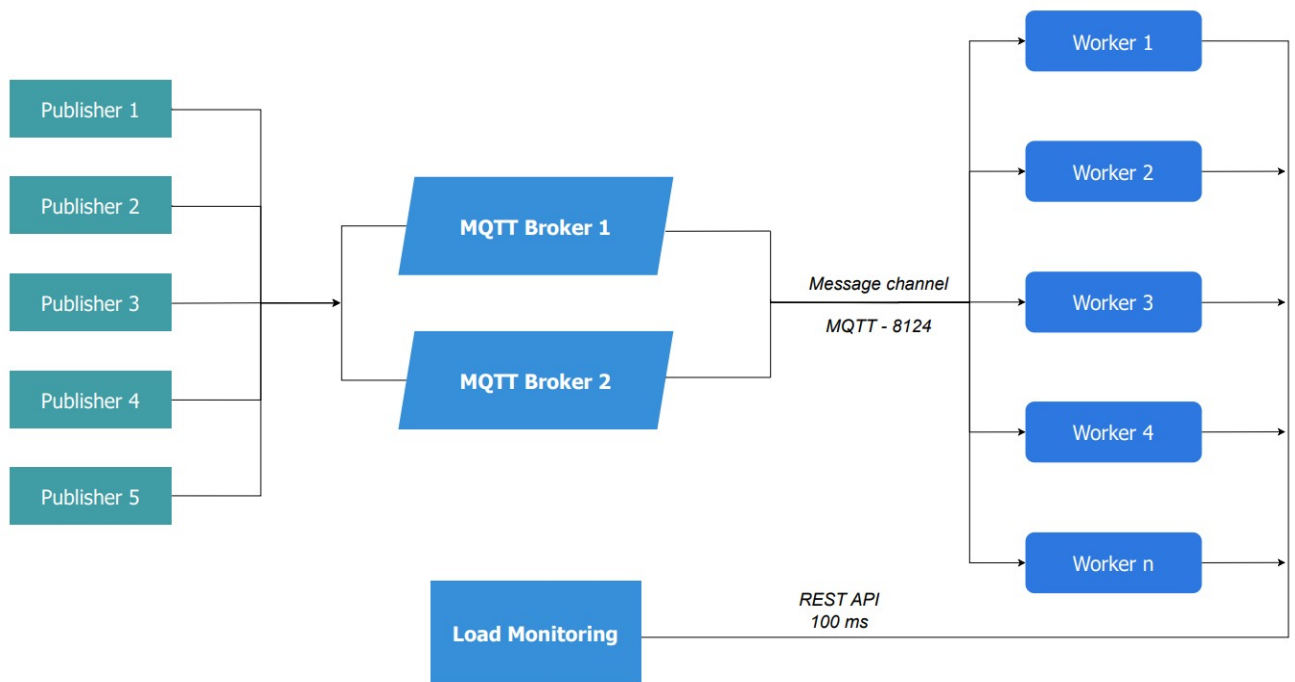 Publisher 1
Publisher 2
Publisher 3
Publisher 4
Publisher 5
MQTT Broker 1
MQTT Broker 2
Message channel
MQTT - 8124
Worker 1
Worker 2
Worker 3
Worker 4
Worker n
Load Monitoring
REST API
100 ms